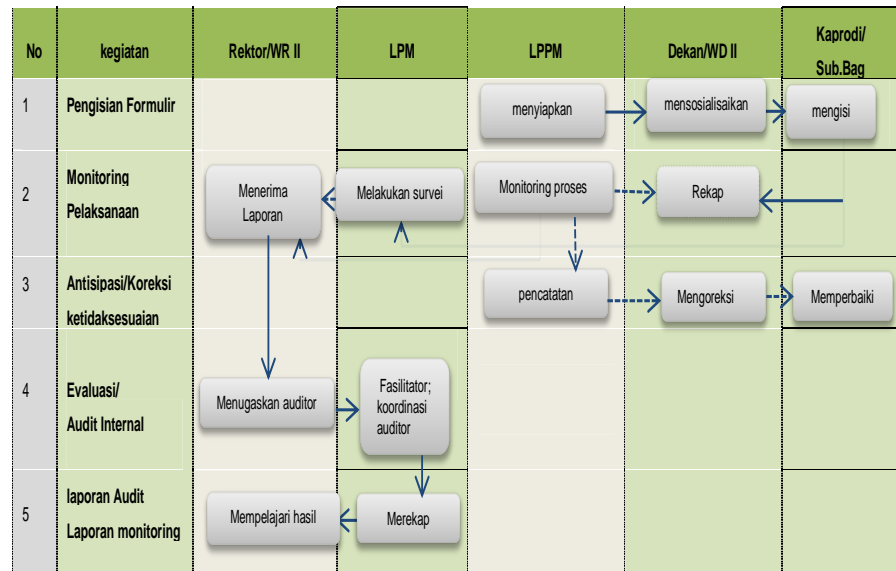 No
kegiatan
Rektor/WR II
LPM
LPPM
Dekan/WD II
Kaprodi/
Sub.Bag
1
Pengisian Formulir
menyiapkan
mensosialisaikan
mengisi
2
Monitoring
Pelaksanaan
Menerima
Laporan
Melakukan survei
Monitoring proses
Rekap
3
Antisipasi/Koreksi
ketidaksesuaian
pencatatan
Mengoreksi
Memperbaiki
4
Evaluasi/
Audit Internal
Menugaskan auditor
Fasilitator;
koordinasi
auditor
5
laporan Audit
Laporan monitoring
Mempelajari hasil
Merekap